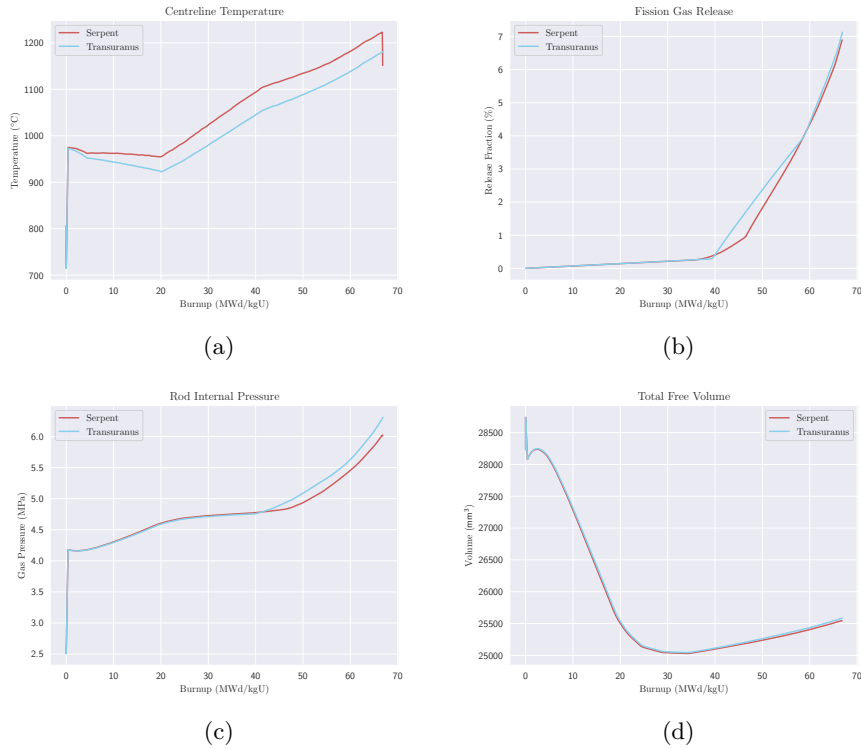 Centreline Temperature
Serpent
Transuranus
Temperature (°C)
1200
1100
1000
900
800
700
0 10 20 30 40 50 60 70
Burnup (MWd/kgU)
(a)
Fission Gas Release
Serpent
Transuranus
Release Fraction (%)
7
6
5
4
3
2
1
0
0 10 20 30 40 50 60 70
Burnup (MWd/kgU)
(b)
Rod Internal Pressure
Serpent
Transuranus
Gas Pressure (MPa)
6.0
5.5
5.0
4.5
4.0
3.5
3.0
2.5
0 10 20 30 40 50 60 70
Burnup (MWd/kgU)
(c)
Total Free Volume
Serpent
Transuranus
Volume (mm³)
28500
28000
27500
27000
26500
26000
25500
25000
0 10 20 30 40 50 60 70
Burnup (MWd/kgU)
(d)